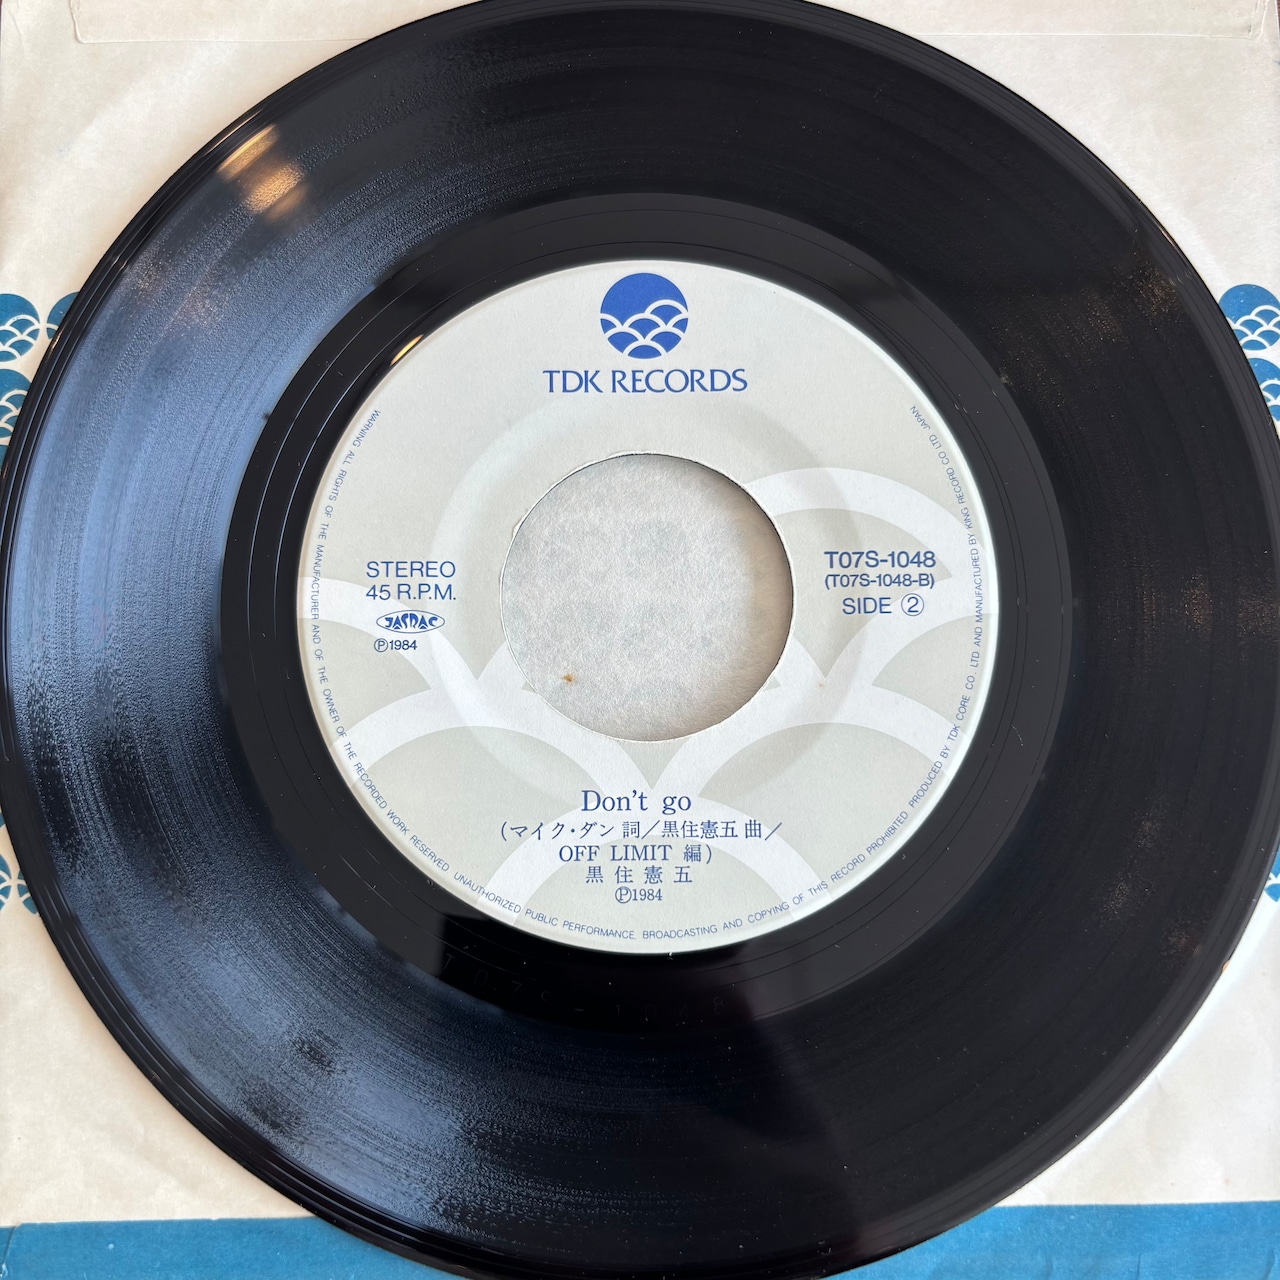 TDK RECORDS
STEREO
45 R.P.M.
JASRAC
Ⓟ1984
T07S-1048
(T07S-1048-B)
SIDE ②
Don't go
(マイク・ダン 詞／黒住憲五 曲／
OFF LIMIT 編)
黒住憲五
Ⓟ1984
WARNING ALL RIGHTS OF THE MANUFACTURER AND OF THE OWNER OF THE RECORDED WORK RESERVED UNAUTHORIZED PUBLIC PERFORMANCE. BROADCASTING AND COPYING OF THIS RECORD PROHIBITED PRODUCED BY TDK CORE CO., LTD AND MANUFACTURED BY KING RECORD CO LTD JAPAN
T07S-1048